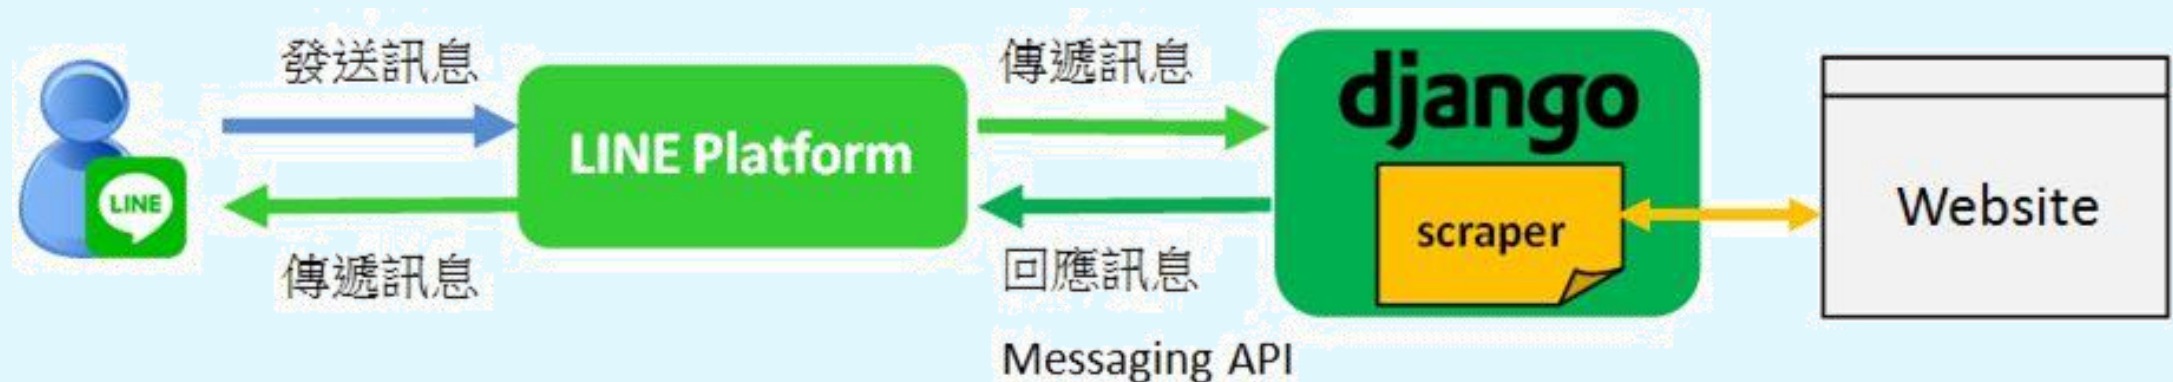 發送訊息
LINE
傳遞訊息
LINE Platform
傳遞訊息
回應訊息
Messaging API
django
scraper
Website